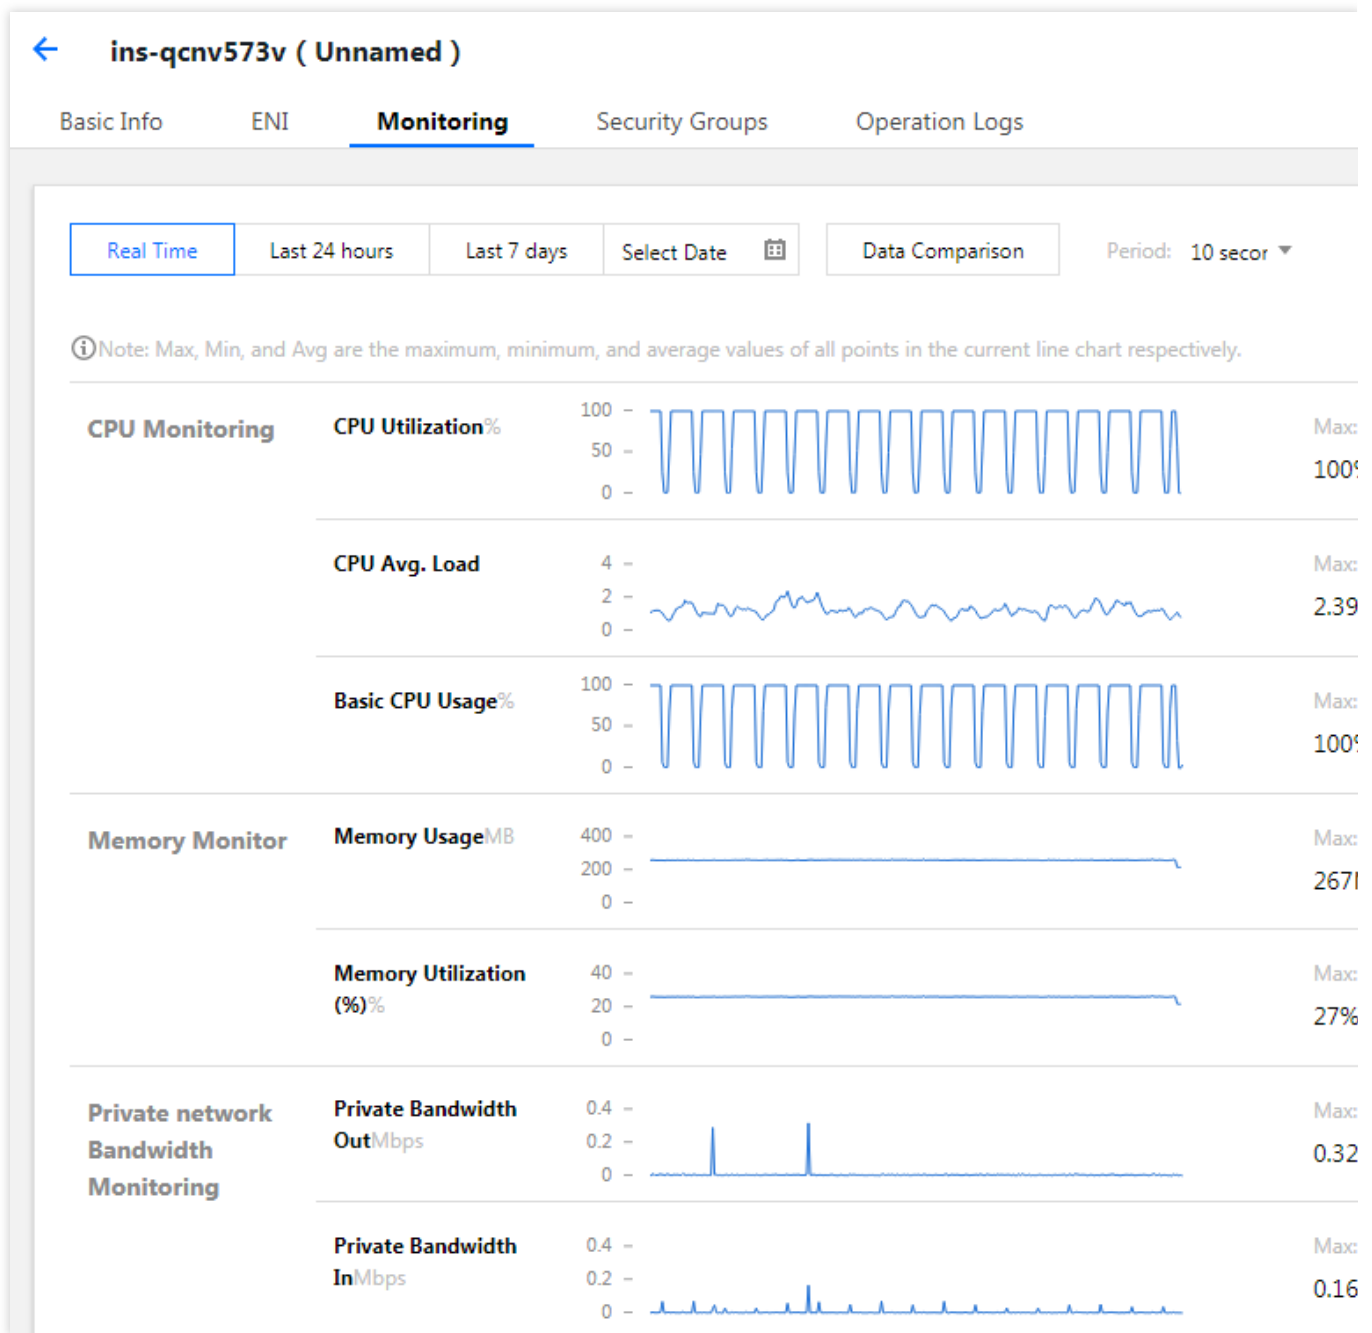 ins-qcnv573v ( Unnamed )
Basic Info ENI Monitoring Security Groups Operation Logs
Real Time Last 24 hours Last 7 days Select Date Data Comparison Period: 10 secor
Note: Max, Min, and Avg are the maximum, minimum, and average values of all points in the current line chart respectively.
CPU Monitoring
CPU Utilization%
100
50
0
Max:
100%
CPU Avg. Load
4
2
0
Max:
2.39
Basic CPU Usage%
100
50
0
Max:
100%
Memory Monitor
Memory UsageMB
400
200
0
Max:
267
Memory Utilization
(%)%
40
20
0
Max:
27%
Private network
Bandwidth
Monitoring
Private Bandwidth
OutMbps
0.4
0.2
0
Max:
0.32
Private Bandwidth
InMbps
0.4
0.2
0
Max:
0.16